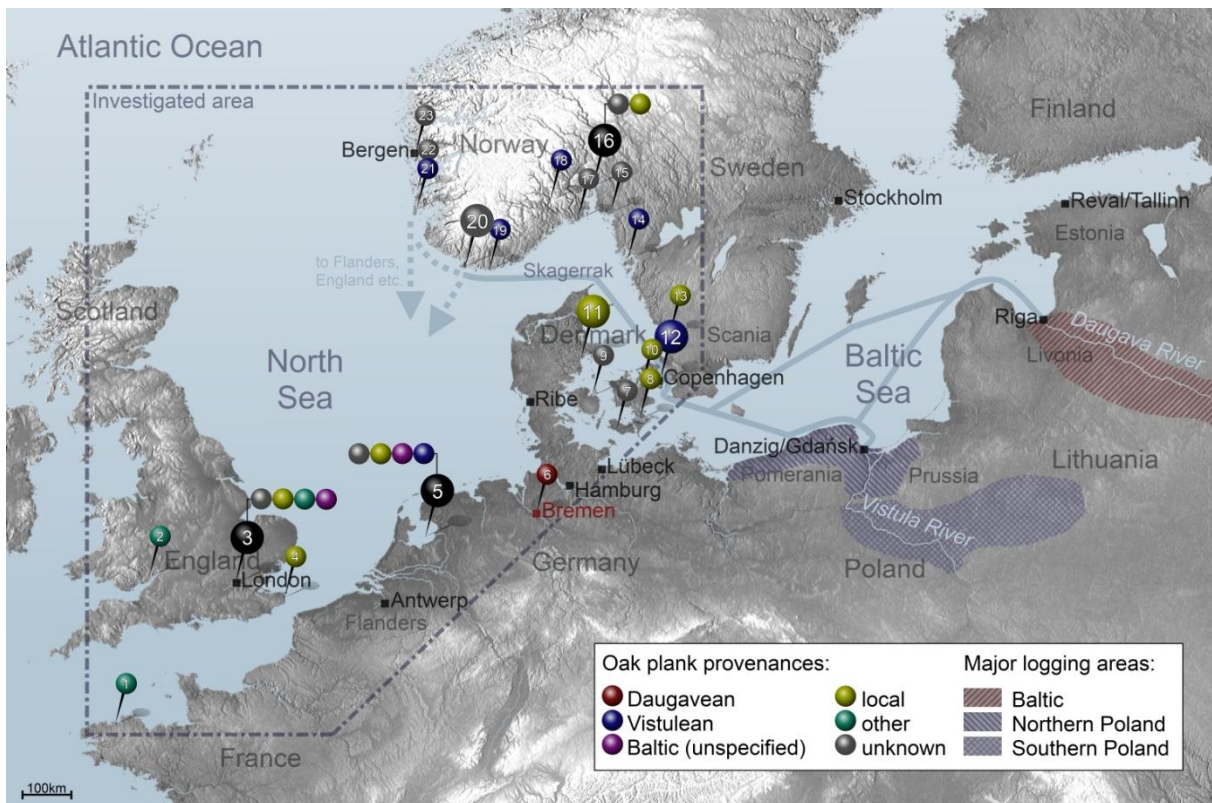 Atlantic Ocean
Investigated area
Finland
23
16
Bergen
22
Norway
21
18
17
15
Sweden
Stockholm
Reval/Tallinn
Estonia
20
19
14
to Flanders,
England etc.
Skagerrak
Scotland
13
11
Denmark
12
Scania
10
9
8
7
Copenhagen
Riga
Livonia
Daugava River
North
Sea
Baltic
Sea
Ribe
Danzig/Gdańsk
Pomerania
Prussia
Lithuania
Lübeck
Hamburg
6
Bremen
5
Vistula River
Germany
Poland
3
2
England
4
London
Antwerp
Flanders
1
France
100km
Oak plank provenances:
Daugavean
Vistulean
Baltic (unspecified)
local
other
unknown
Major logging areas:
Baltic
Northern Poland
Southern Poland